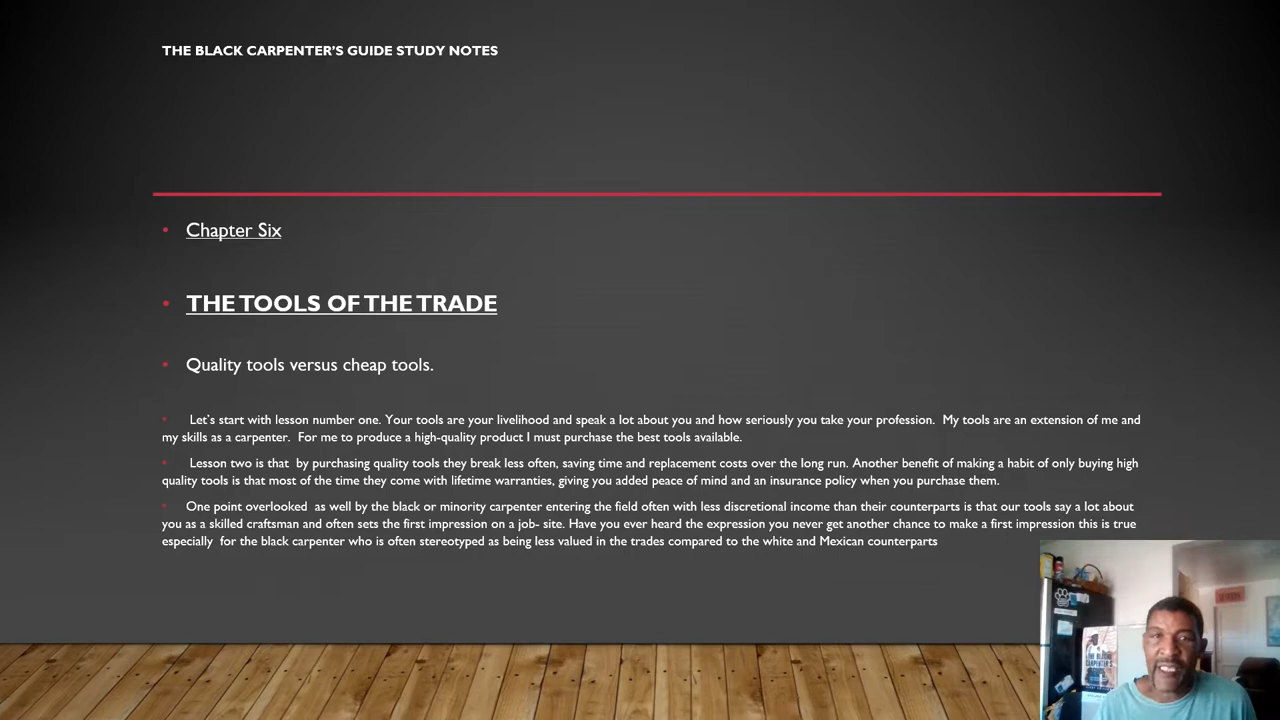 THE BLACK CARPENTER'S GUIDE STUDY NOTES
• Chapter Six
• THE TOOLS OF THE TRADE
• Quality tools versus cheap tools.
• Let's start with lesson number one. Your tools are your livelihood and speak a lot about you and how seriously you take your profession. My tools are an extension of me and
my skills as a carpenter. For me to produce a high-quality product I must purchase the best tools available.
• Lesson two is that by purchasing quality tools they break less often, saving time and replacement costs over the long run. Another benefit of making a habit of only buying high
quality tools is that most of the time they come with lifetime warranties, giving you added peace of mind and an insurance policy when you purchase them.
• One point overlooked as well by the black or minority carpenter entering the field often with less discretional income than their counterparts is that our tools say a lot about
you as a skilled craftsman and often sets the first impression on a job- site. Have you ever heard the expression you never get another chance to make a first impression this is true
especially for the black carpenter who is often stereotyped as being less valued in the trades compared to the white and Mexican counterparts
THE BLACK
CARPENTER'S